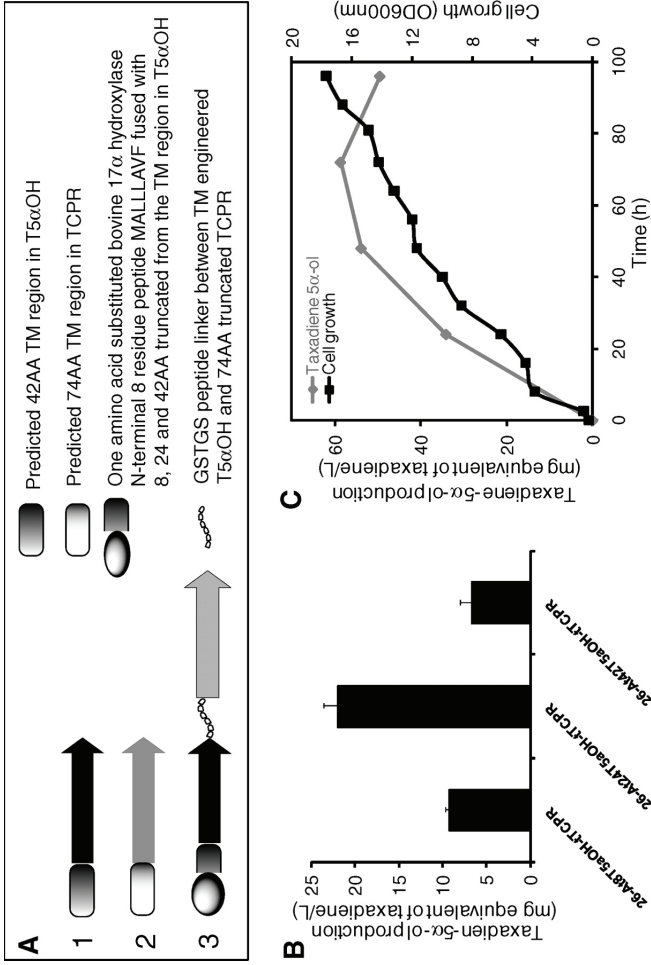 A
1
2
3
Predicted 42AA TM region in T5αOH
Predicted 74AA TM region in TCPR
One amino acid substituted bovine 17α hydroxylase
N-terminal 8 residue peptide MALLLAVF fused with
8, 24 and 42AA truncated from the TM region in T5αOH
GSTGS peptide linker between TM engineered
T5αOH and 74AA truncated TCPR
B
Taxadien-5α-ol production
(mg equivalent of taxadiene/L)
25
20
15
10
5
0
26-At8T5aOH-tTCPR
26-At24T5aOH-tTCPR
26-At42T5aOH-tTCPR
C
Taxadiene-5α-ol production
(mg equivalent of taxadiene/L)
60
40
20
0
Taxadiene 5α-ol
Cell growth
0
20
40
60
80
100
Time (h)
20
16
12
8
4
0
Cell growth (OD600nm)